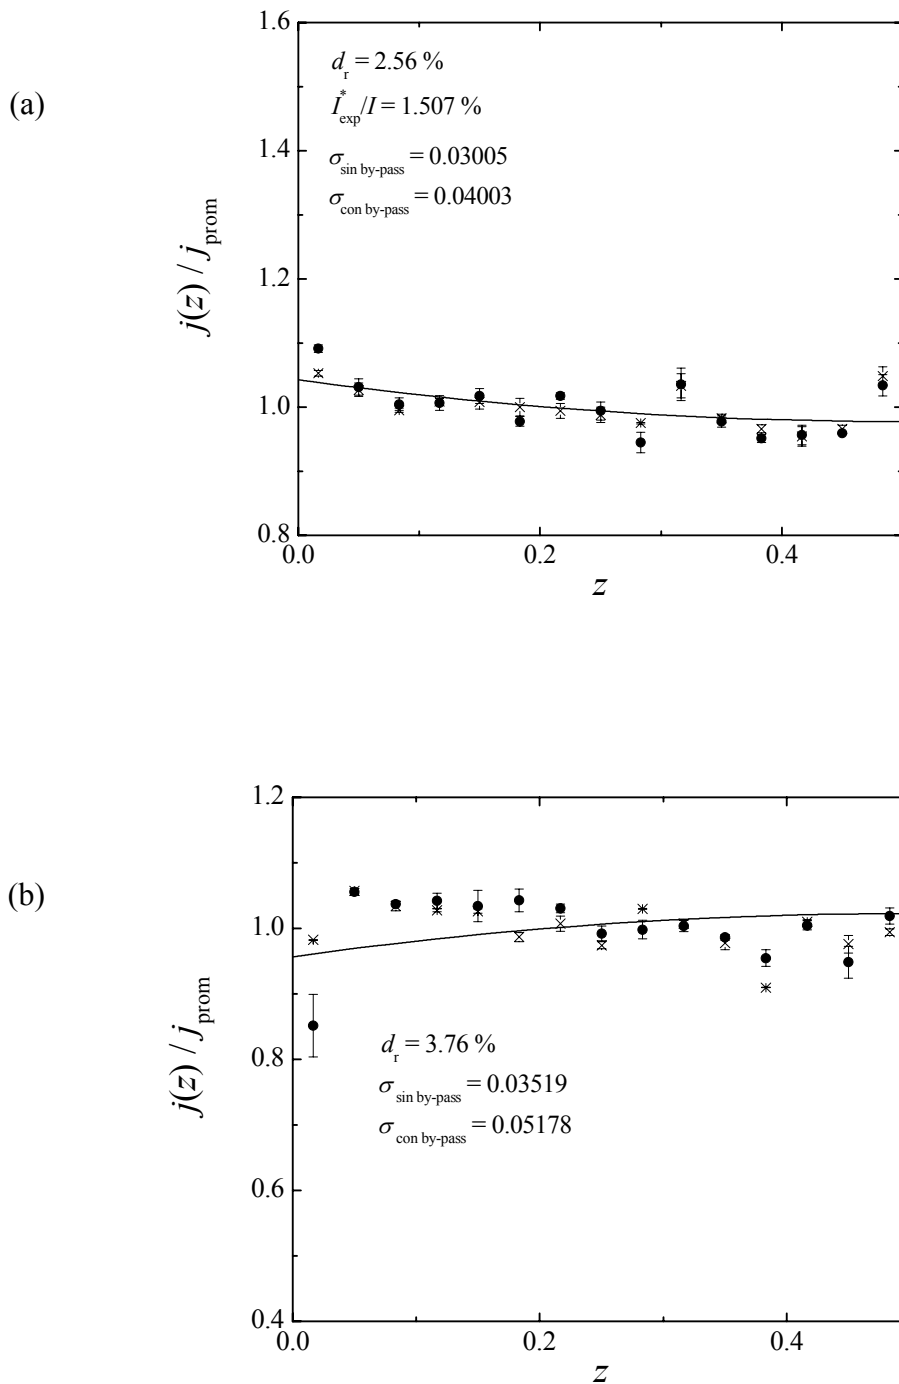 (a)
1.6
1.4
1.2
1.0
0.8
j(z) / j_prom
d_r = 2.56 %
I*_exp/I = 1.507 %
σ_sin by-pass = 0.03005
σ_con by-pass = 0.04003
0.0 0.2 0.4
z
(b)
1.2
1.0
0.8
0.6
0.4
j(z) / j_prom
d_r = 3.76 %
σ_sin by-pass = 0.03519
σ_con by-pass = 0.05178
0.0 0.2 0.4
z